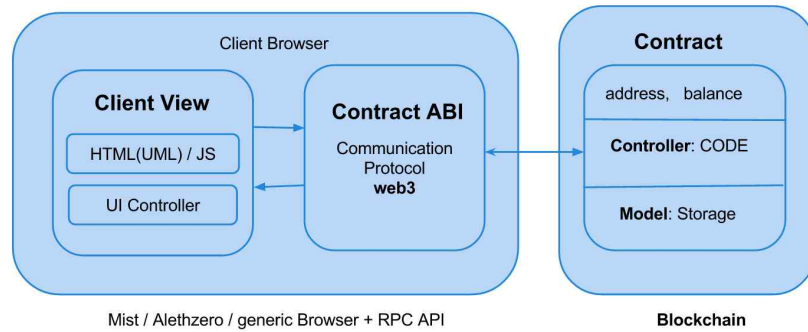 Client Browser
Client View
HTML(UML) / JS
UI Controller
Contract ABI
Communication
Protocol
web3
Contract
address, balance
Controller: CODE
Model: Storage
Mist / Alethzero / generic Browser + RPC API
Blockchain